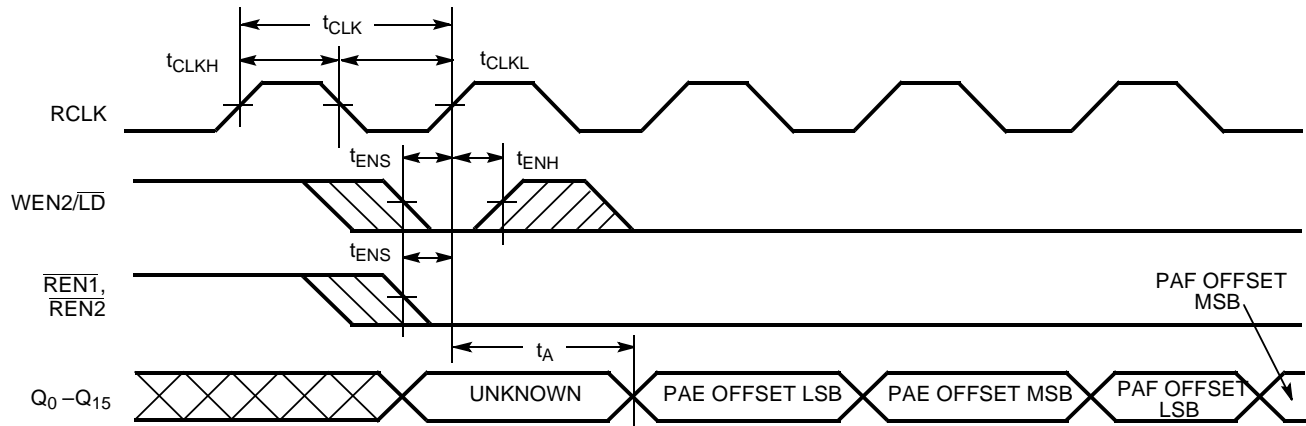 tCLK
tCLKH
tCLKL
RCLK
tENS
tENH
WEN2/LD
tENS
REN1,
REN2
PAF OFFSET
MSB
tA
Q0 –Q15
UNKNOWN
PAE OFFSET LSB
PAE OFFSET MSB
PAF OFFSET
LSB